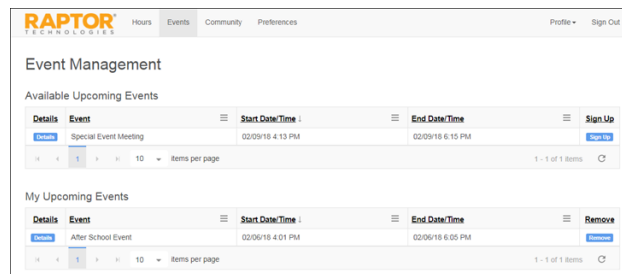 RAPTOR Hours Events Community Preferences Profile Sign Out
TECHNOLOGIES
Event Management
Available Upcoming Events
Details Event Start Date/Time ↓ End Date/Time Sign Up
Details Special Event Meeting 02/09/18 4:13 PM 02/09/18 6:15 PM Sign Up
1 10 items per page 1 - 1 of 1 items
My Upcoming Events
Details Event Start Date/Time ↓ End Date/Time Remove
Details After School Event 02/06/18 4:01 PM 02/06/18 6:05 PM Remove
1 10 items per page 1 - 1 of 1 items